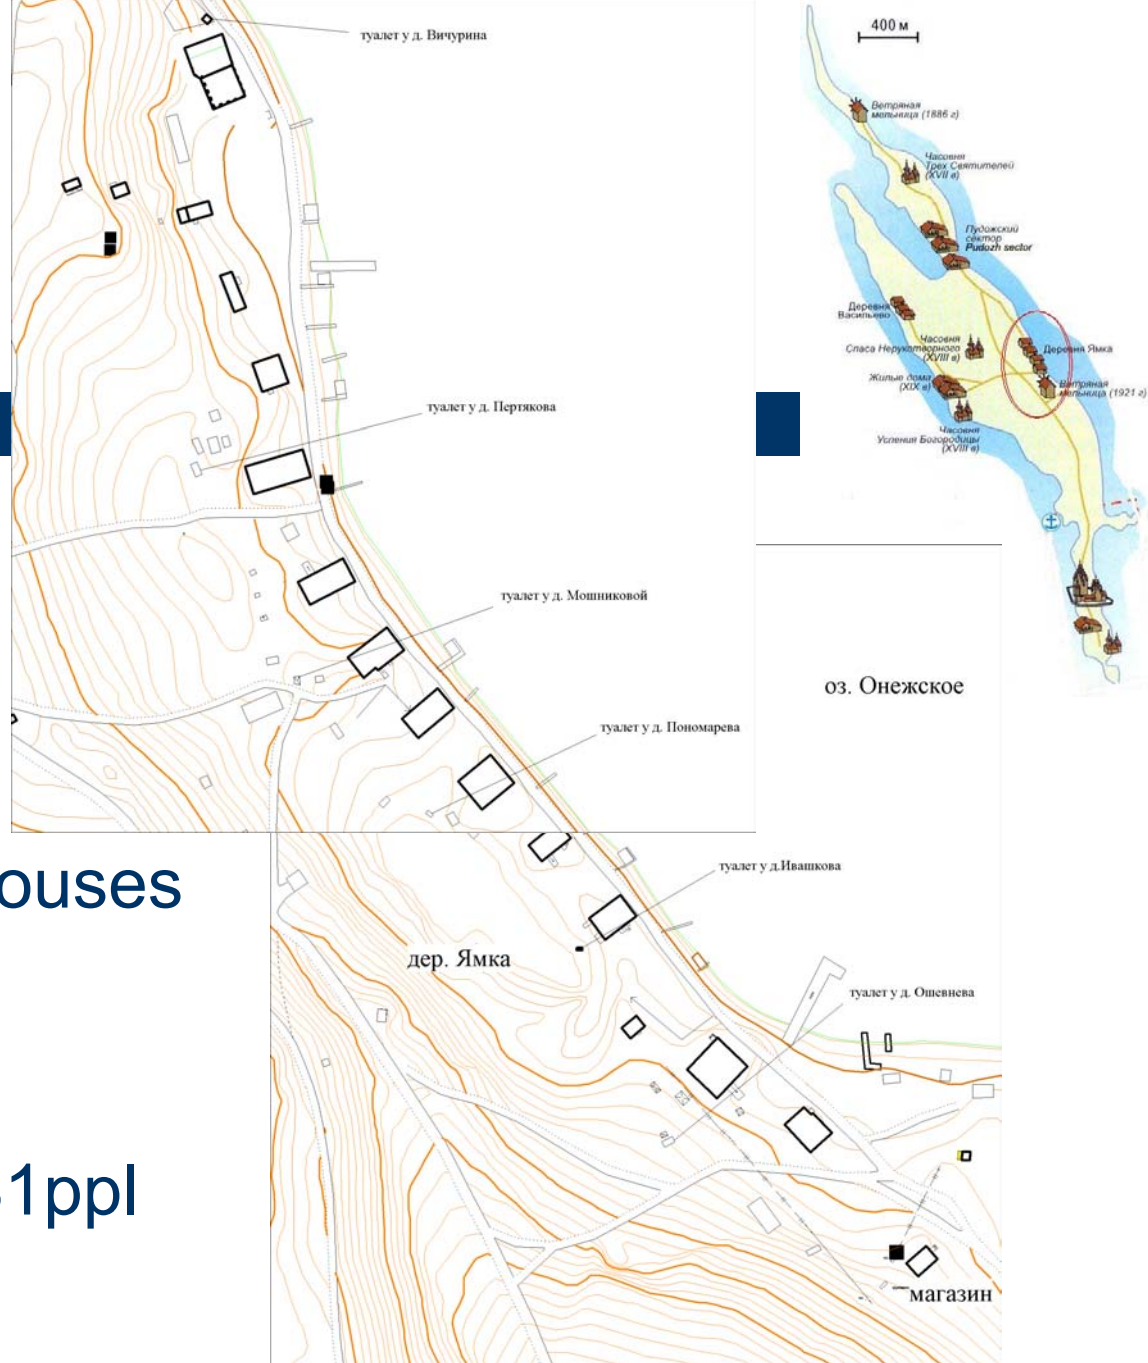 туалет у д. Вичурина
400 м
Ветряная
мельница (1886 г)
Часовня
Трех Святителей
(XVII в)
Пудожский
сектор
Pudozh sector
Деревня
Васильево
Часовня
Спаса Нерукотворного
(XVIII в)
Деревня Ямка
Жилые дома
(XIX в)
Ветряная
мельница (1921 г)
Часовня
Успения Богородицы
(XVIII в)
туалет у д. Пертякова
туалет у д. Мошниковой
оз. Онежское
туалет у д. Пономарева
туалет у д.Ивашкова
ouses
дер. Ямка
туалет у д. Ошевнева
1ppl
магазин